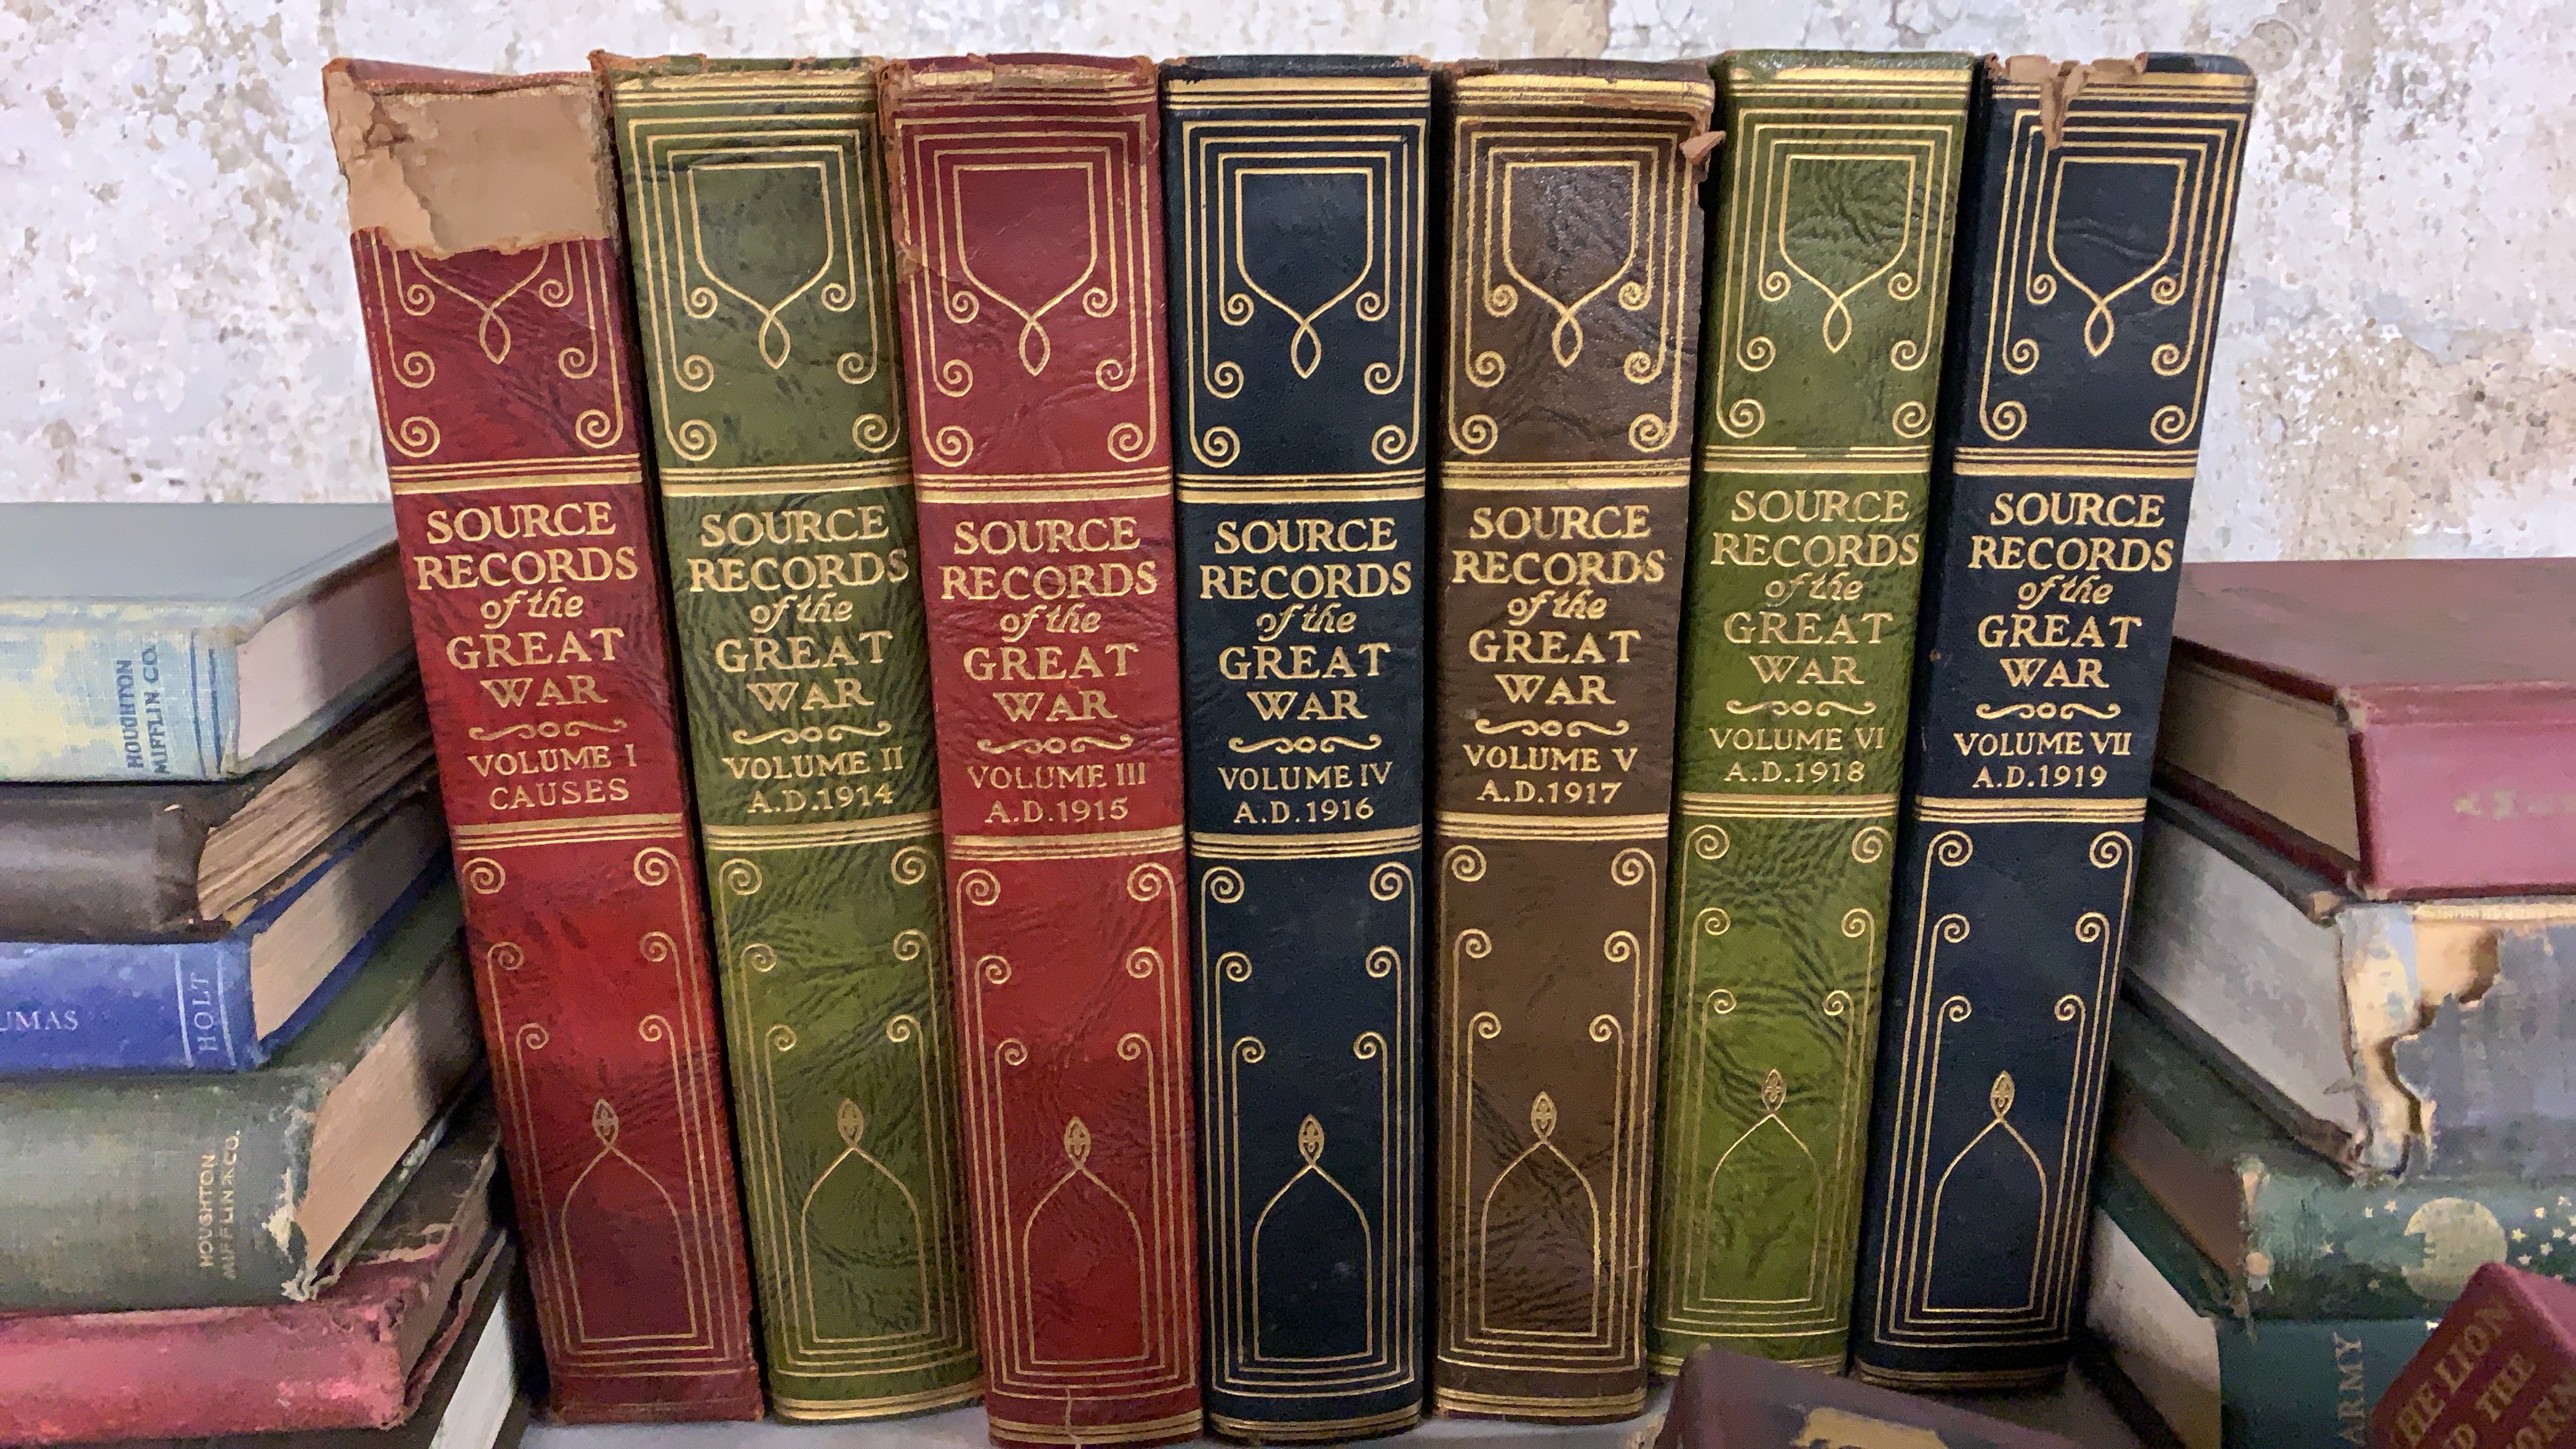 SOURCE
RECORDS
of the
GREAT
WAR
VOLUME I
CAUSES
SOURCE
RECORDS
of the
GREAT
WAR
VOLUME II
A.D.1914
SOURCE
RECORDS
of the
GREAT
WAR
VOLUME III
A.D.1915
SOURCE
RECORDS
of the
GREAT
WAR
VOLUME IV
A.D.1916
SOURCE
RECORDS
of the
GREAT
WAR
VOLUME V
A.D.1917
SOURCE
RECORDS
of the
GREAT
WAR
VOLUME VI
A.D.1918
SOURCE
RECORDS
of the
GREAT
WAR
VOLUME VII
A.D.1919
HOUGHTON
MIFFLIN CO.
UMAS
HOLT
HOUGHTON
MIFFLIN & CO.
ARMY
HE LION
THE